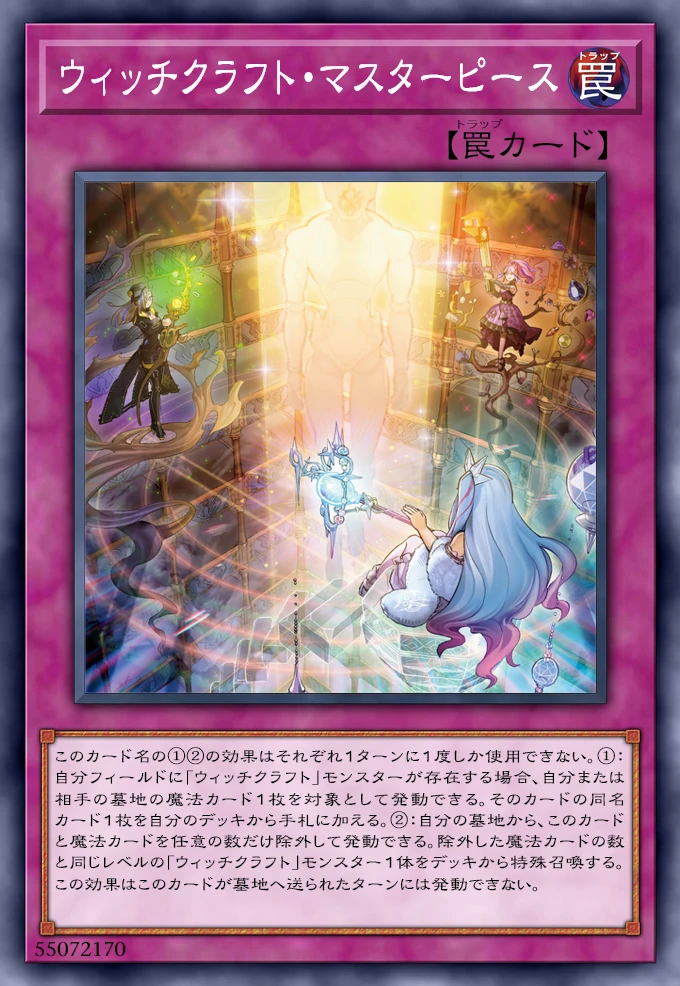 ウィッチクラフト・マスターピース
トラップ
罠
トラップ
【罠カード】
このカード名の①②の効果はそれぞれ1ターンに1度しか使用できない。①:
自分フィールドに「ウィッチクラフト」モンスターが存在する場合、自分または
相手の墓地の魔法カード1枚を対象として発動できる。そのカードの同名
カード1枚を自分のデッキから手札に加える。②:自分の墓地から、このカード
と魔法カードを任意の数だけ除外して発動できる。除外した魔法カードの数
と同じレベルの「ウィッチクラフト」モンスター1体をデッキから特殊召喚する。
この効果はこのカードが墓地へ送られたターンには発動できない。
55072170